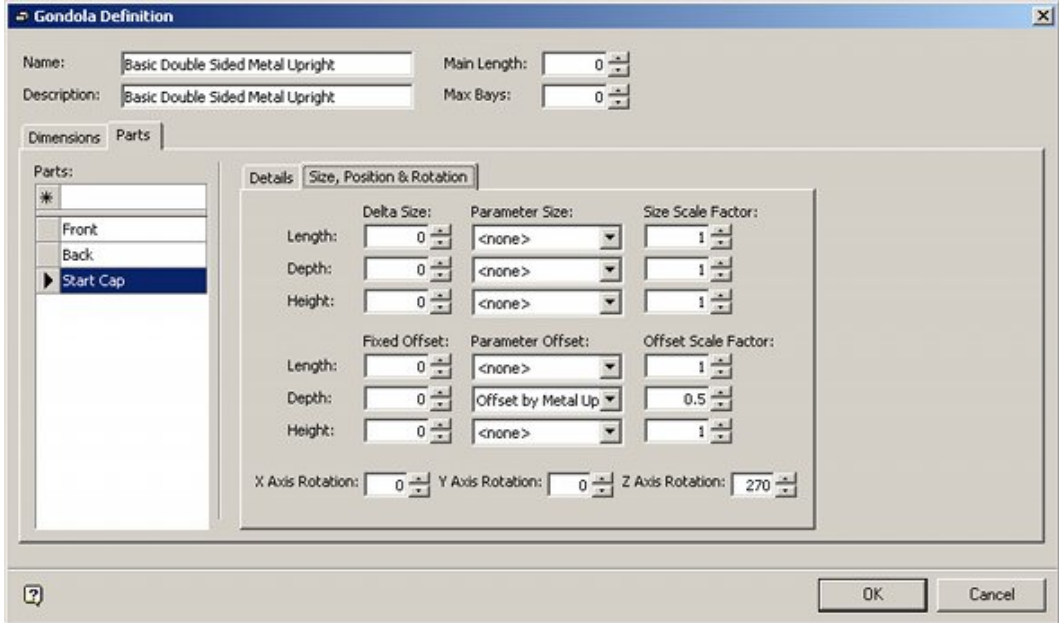 Gondola Definition
Name: Basic Double Sided Metal Upright Main Length: 0
Description: Basic Double Sided Metal Upright Max Bays: 0
Dimensions Parts
Parts:
Details Size, Position & Rotation
Front
Back
Start Cap
Delta Size: Parameter Size: Size Scale Factor:
Length: 0 <none> 1
Depth: 0 <none> 1
Height: 0 <none> 1
Fixed Offset: Parameter Offset: Offset Scale Factor:
Length: 0 <none> 1
Depth: 0 Offset by Metal Up 0.5
Height: 0 <none> 1
X Axis Rotation: 0 Y Axis Rotation: 0 Z Axis Rotation: 270
OK Cancel